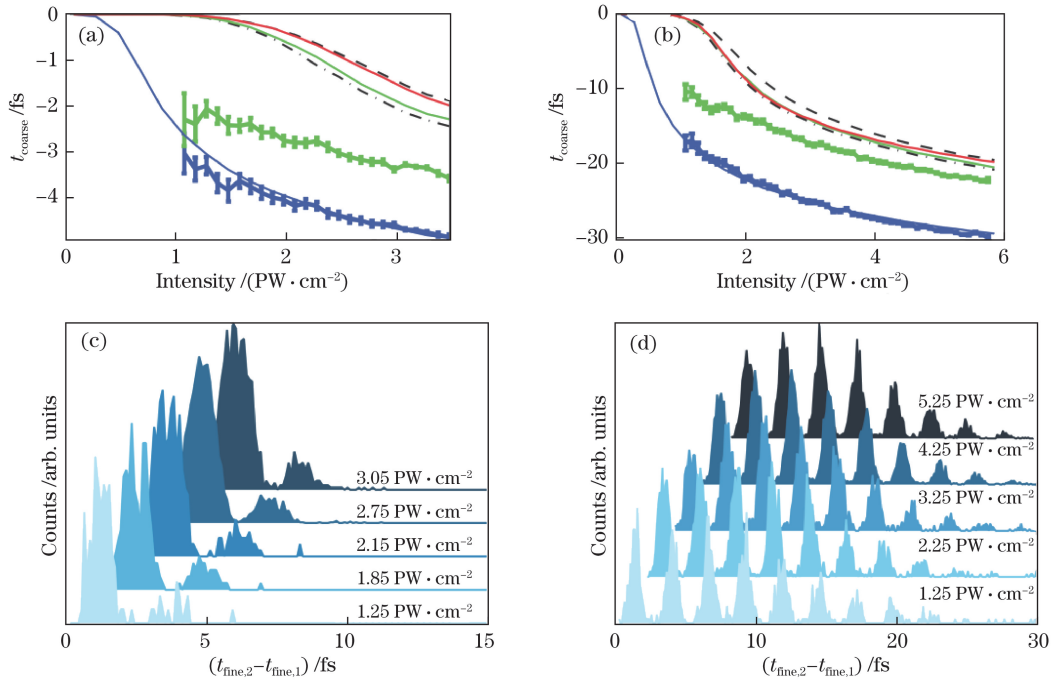 (a)
0
−1
−2
−3
−4
t_coarse /fs
0 1 2 3
Intensity /(PW · cm⁻²)
(b)
0
−10
−20
−30
t_coarse /fs
0 2 4 6
Intensity /(PW · cm⁻²)
(c)
Counts /arb. units
3.05 PW · cm⁻²
2.75 PW · cm⁻²
2.15 PW · cm⁻²
1.85 PW · cm⁻²
1.25 PW · cm⁻²
0 5 10 15
(t_fine,2−t_fine,1) /fs
(d)
Counts /arb. units
5.25 PW · cm⁻²
4.25 PW · cm⁻²
3.25 PW · cm⁻²
2.25 PW · cm⁻²
1.25 PW · cm⁻²
0 10 20 30
(t_fine,2−t_fine,1) /fs